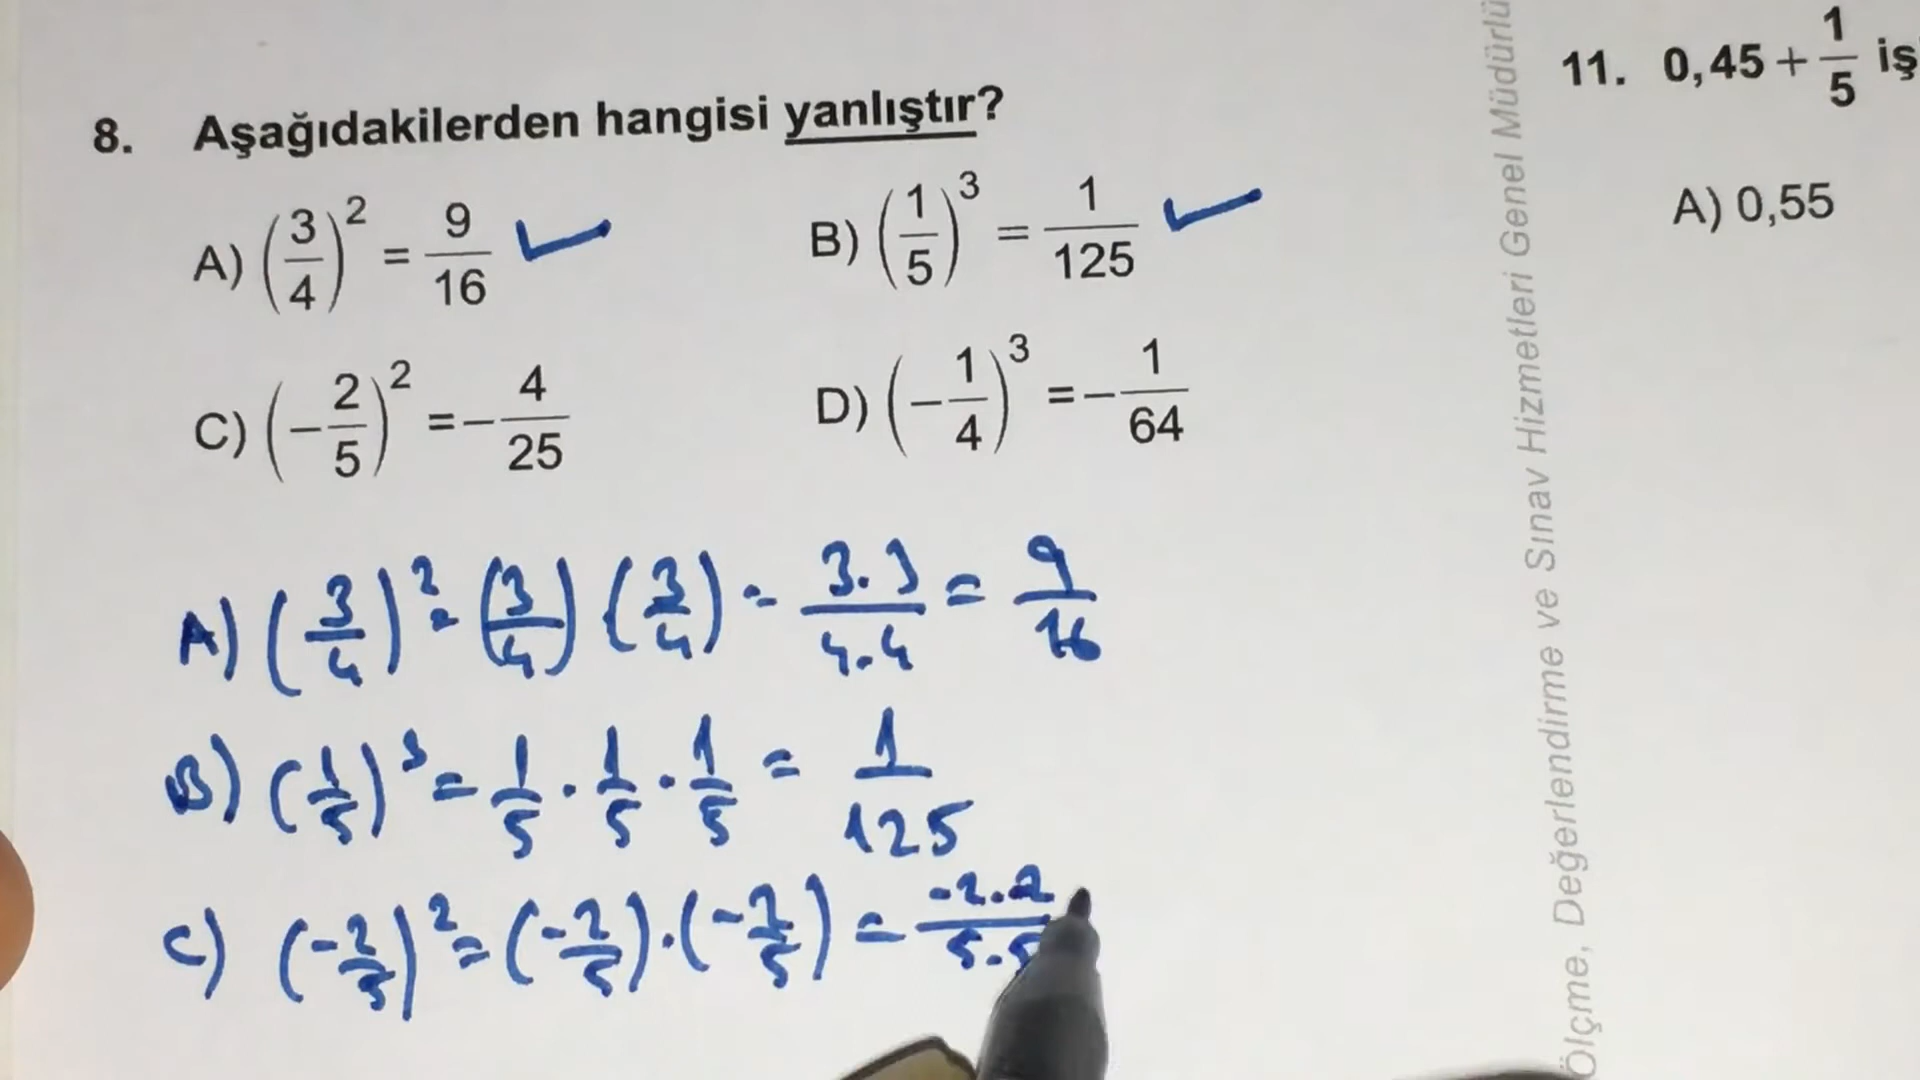 8. Aşağıdakilerden hangisi yanlıştır?
A) (3/4)^2 = 9/16 ✓
B) (1/5)^3 = 1/125 ✓
C) (-2/5)^2 = -4/25
D) (-1/4)^3 = -1/64
A) (3/4)^2 = (3/4) (3/4) = 3.3/4.4 = 9/16
B) (1/5)^3 = 1/5 . 1/5 . 1/5 = 1/125
C) (-2/5)^2 = (-2/5).(-2/5) = -2.2/5.5
Ölçme, Değerlendirme ve Sınav Hizmetleri Genel
11. 0,45 + 1/5
A) 0,55